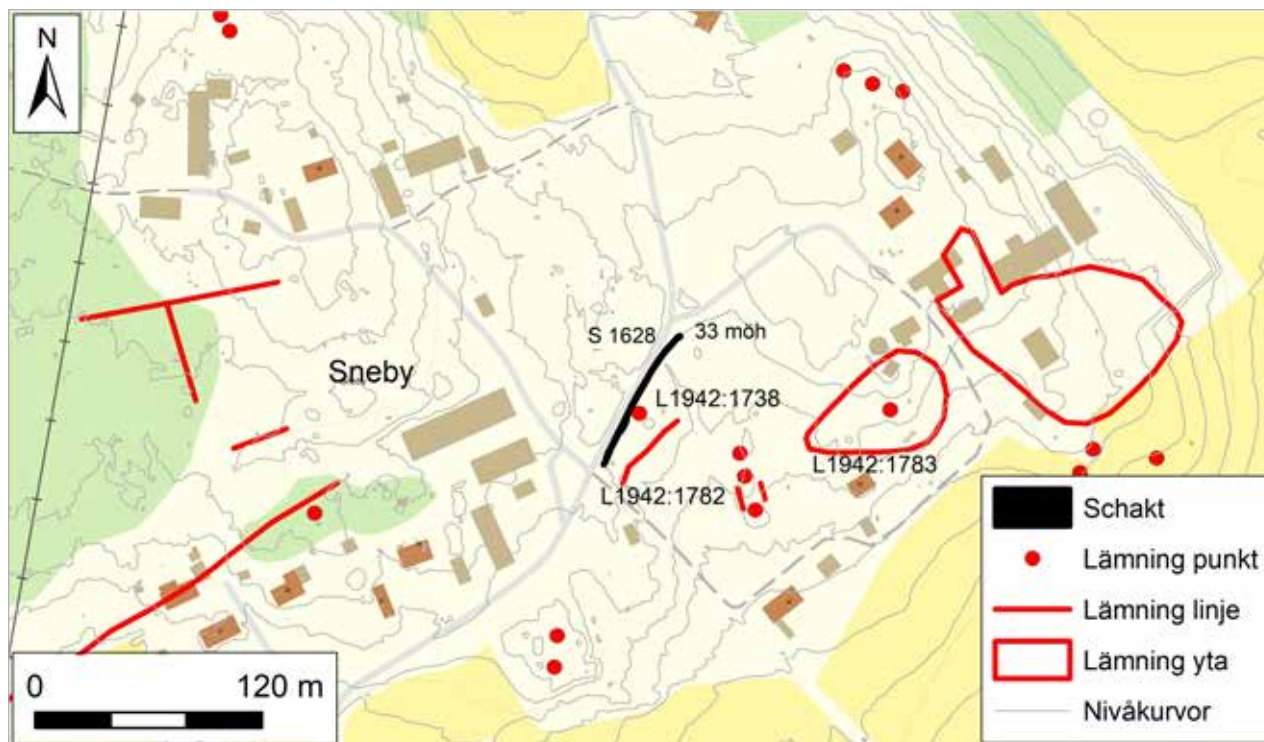 N
S 1628
33 möh
Sneby
L1942:1738
L1942:1783
L1942:1782
Schakt
Lämning punkt
Lämning linje
Lämning yta
Nivåkurvor
0 120 m